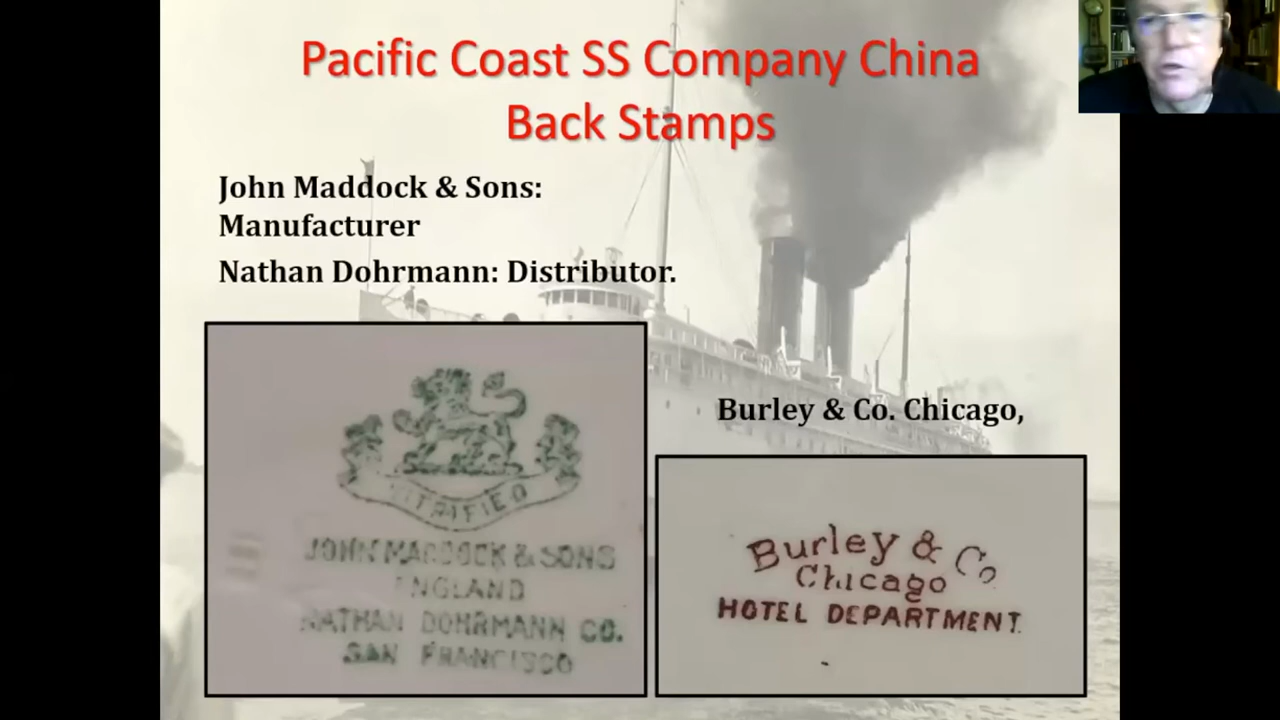 Pacific Coast SS Company China
Back Stamps
John Maddock & Sons:
Manufacturer
Nathan Dohrmann: Distributor.
VITRIFIED
JOHN MADDOCK & SONS
ENGLAND
NATHAN DOHRMANN CO.
SAN FRANCISCO
Burley & Co. Chicago,
Burley & Co
Chicago
HOTEL DEPARTMENT